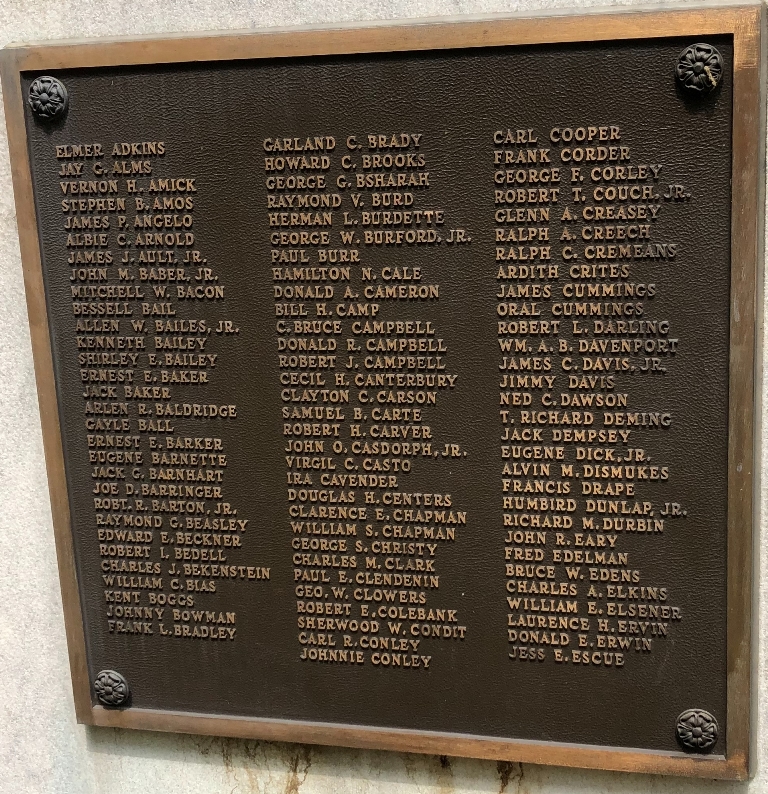 ELMER ADKINS
JAY G. ALMS
VERNON H. AMICK
STEPHEN B. AMOS
JAMES P. ANGELO
ALBIE C. ARNOLD
JAMES J. AULT, JR.
JOHN M. BABER, JR.
MITCHELL W. BACON
BESSELL BAIL
ALLEN W. BAILES, JR.
KENNETH BAILEY
SHIRLEY E. BAILEY
ERNEST E. BAKER
JACK BAKER
ARLEN R. BALDRIDGE
GAYLE BALL
ERNEST E. BARKER
EUGENE BARNETTE
JACK G. BARNHART
JOE D. BARRINGER
ROBT. R. BARTON, JR.
RAYMOND G. BEASLEY
EDWARD E. BECKNER
ROBERT I. BEDELL
CHARLES J. BEKENSTEIN
WILLIAM C. BIAS
KENT BOGGS
JOHNNY BOWMAN
FRANK L. BRADLEY
GARLAND C. BRADY
HOWARD C. BROOKS
GEORGE G. BSHARAH
RAYMOND V. BURD
HERMAN L. BURDETTE
GEORGE W. BURFORD, JR.
PAUL BURR
HAMILTON N. CALE
DONALD A. CAMERON
BILL H. CAMP
C. BRUCE CAMPBELL
DONALD R. CAMPBELL
ROBERT J. CAMPBELL
CECIL H. CANTERBURY
CLAYTON C. CARSON
SAMUEL B. CARTE
ROBERT H. CARVER
JOHN O. CASDORPH, JR.
VIRGIL C. CASTO
IRA CAVENDER
DOUGLAS H. CENTERS
CLARENCE E. CHAPMAN
WILLIAM S. CHAPMAN
GEORGE S. CHRISTY
CHARLES M. CLARK
PAUL E. CLENDENIN
GEO. W. CLOWERS
ROBERT E. COLEBANK
SHERWOOD W. CONDIT
CARL R. CONLEY
JOHNNIE CONLEY
CARL COOPER
FRANK CORDER
GEORGE F. CORLEY
ROBERT T. COUCH, JR.
GLENN A. CREASEY
RALPH A. CREECH
RALPH C. CREMEANS
ARDITH CRITES
JAMES CUMMINGS
ORAL CUMMINGS
ROBERT L. DARLING
WM. A. B. DAVENPORT
JAMES C. DAVIS, JR.
JIMMY DAVIS
NED C. DAWSON
T. RICHARD DEMING
JACK DEMPSEY
EUGENE DICK, JR.
ALVIN M. DISMUKES
FRANCIS DRAPE
HUMBIRD DUNLAP, JR.
RICHARD M. DURBIN
JOHN R. EARY
FRED EDELMAN
BRUCE W. EDENS
CHARLES A. ELKINS
WILLIAM E. ELSENER
LAURENCE H. ERVIN
DONALD E. ERWIN
JESS E. ESCUE